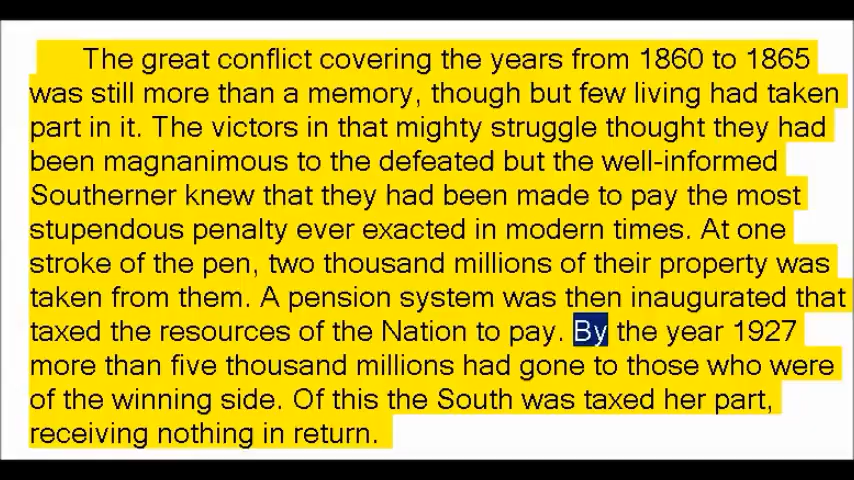 The great conflict covering the years from 1860 to 1865
was still more than a memory, though but few living had taken
part in it. The victors in that mighty struggle thought they had
been magnanimous to the defeated but the well-informed
Southerner knew that they had been made to pay the most
stupendous penalty ever exacted in modern times. At one
stroke of the pen, two thousand millions of their property was
taken from them. A pension system was then inaugurated that
taxed the resources of the Nation to pay. By the year 1927
more than five thousand millions had gone to those who were
of the winning side. Of this the South was taxed her part,
receiving nothing in return.